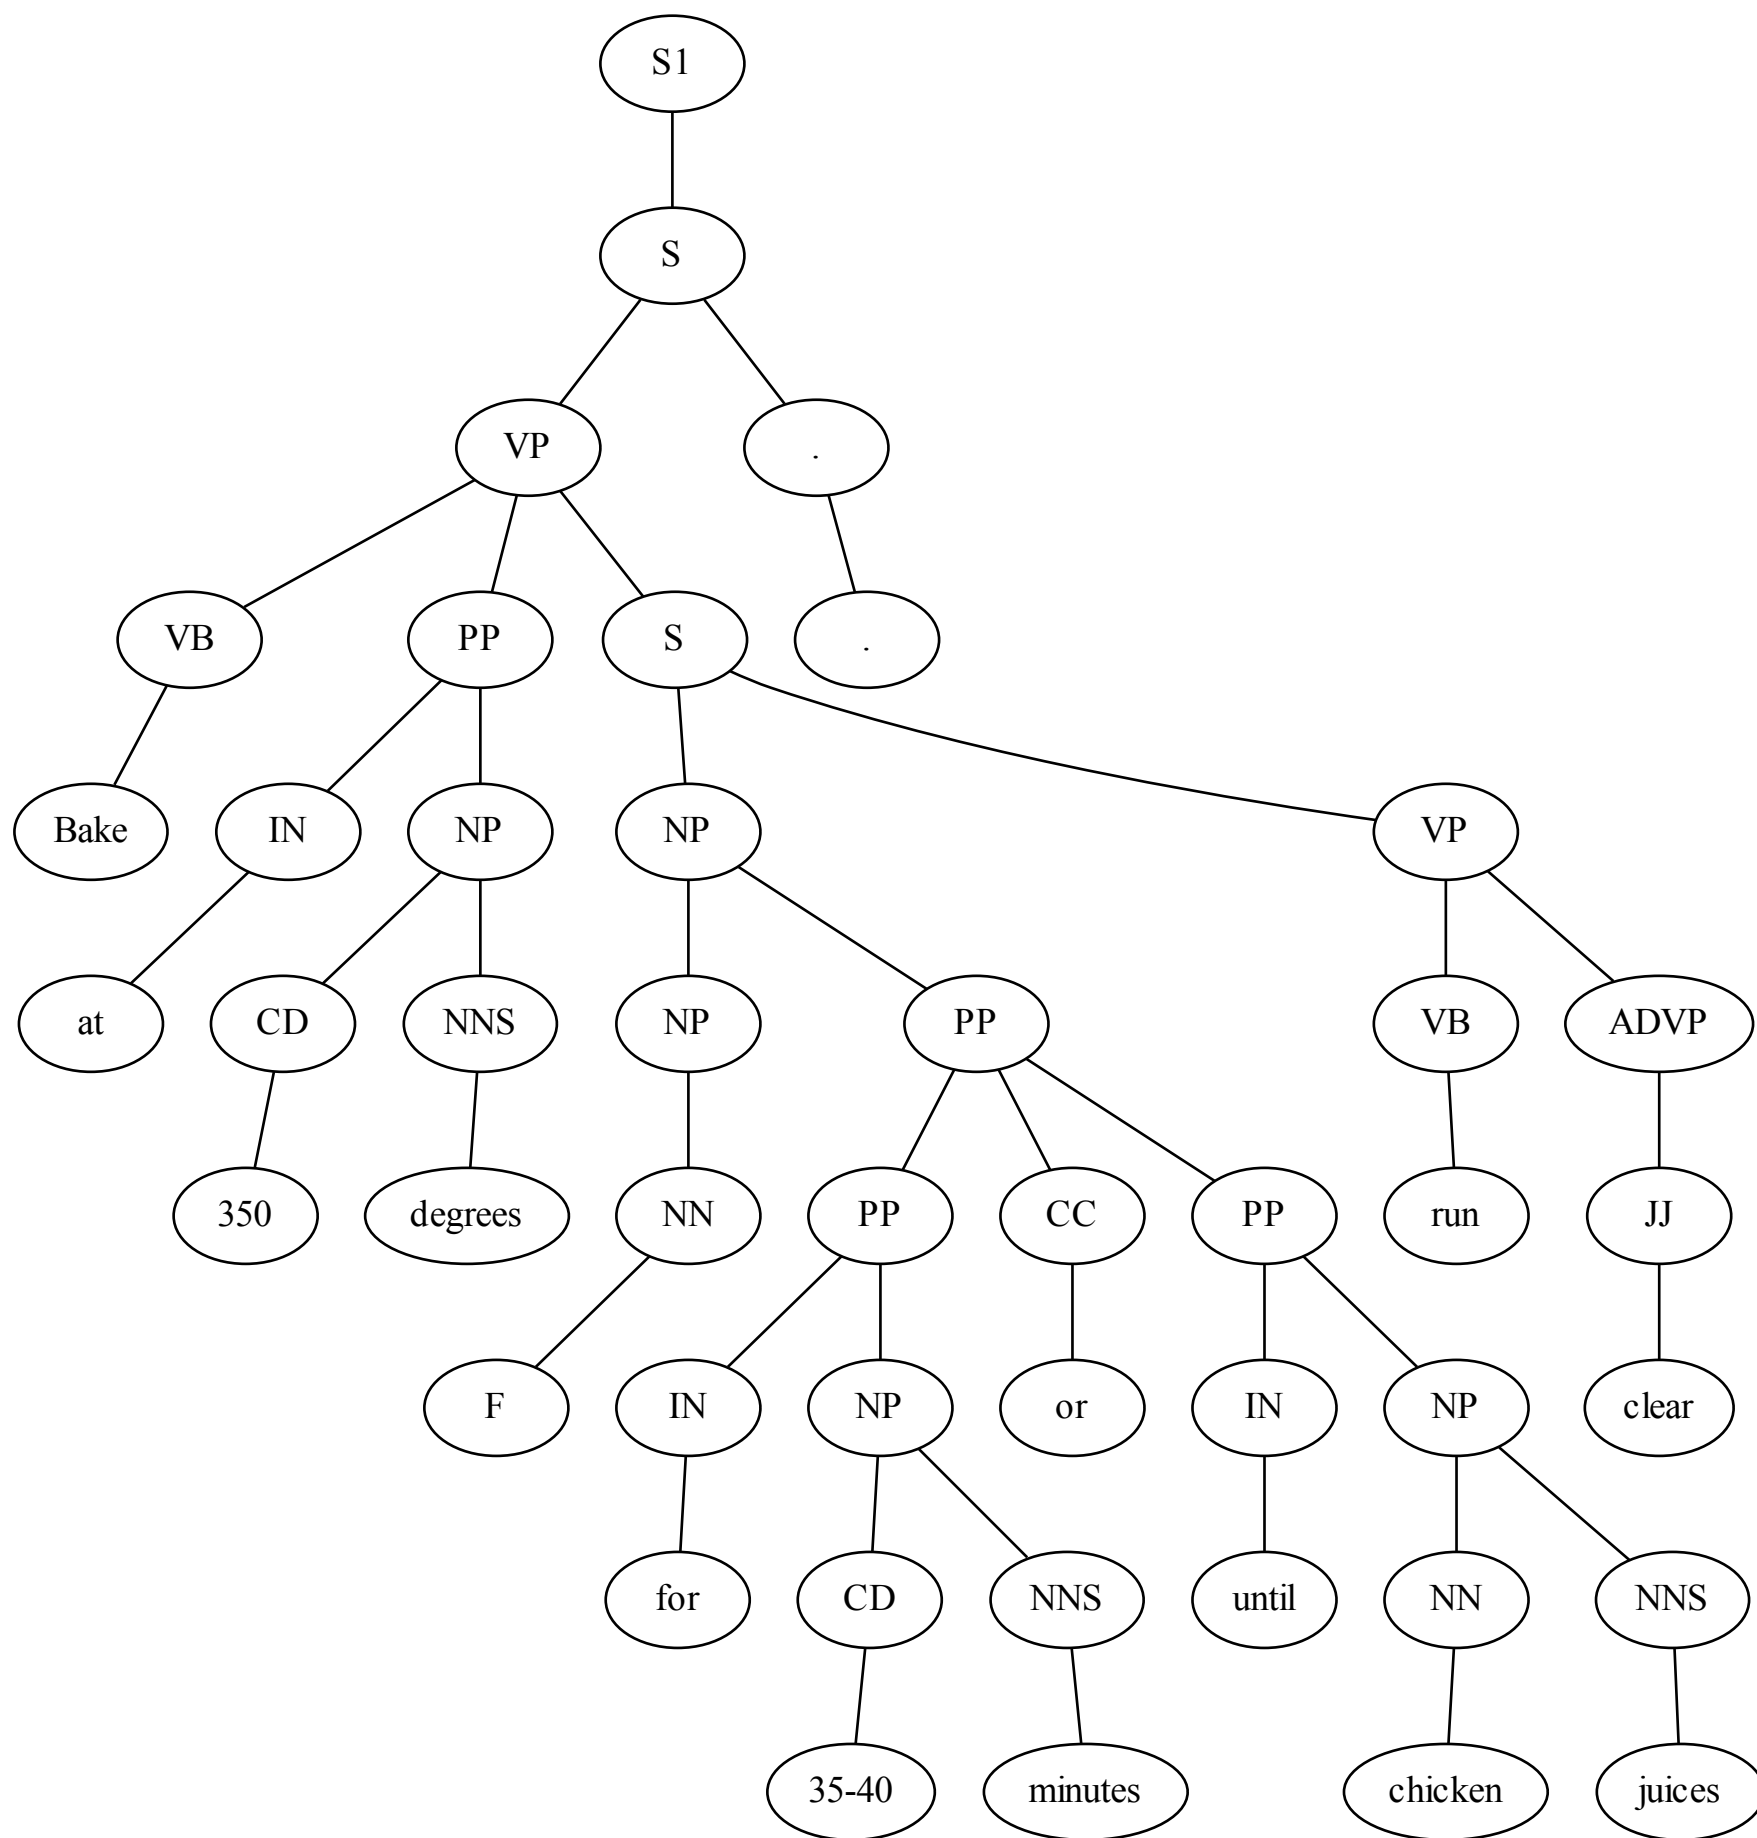 S1
S
VP .
VB PP S .
Bake IN NP NP VP
at CD NNS NP PP VB ADVP
350 degrees NN PP CC PP run JJ
F IN NP or IN NP clear
for CD NNS until NN NNS
35-40 minutes chicken juices